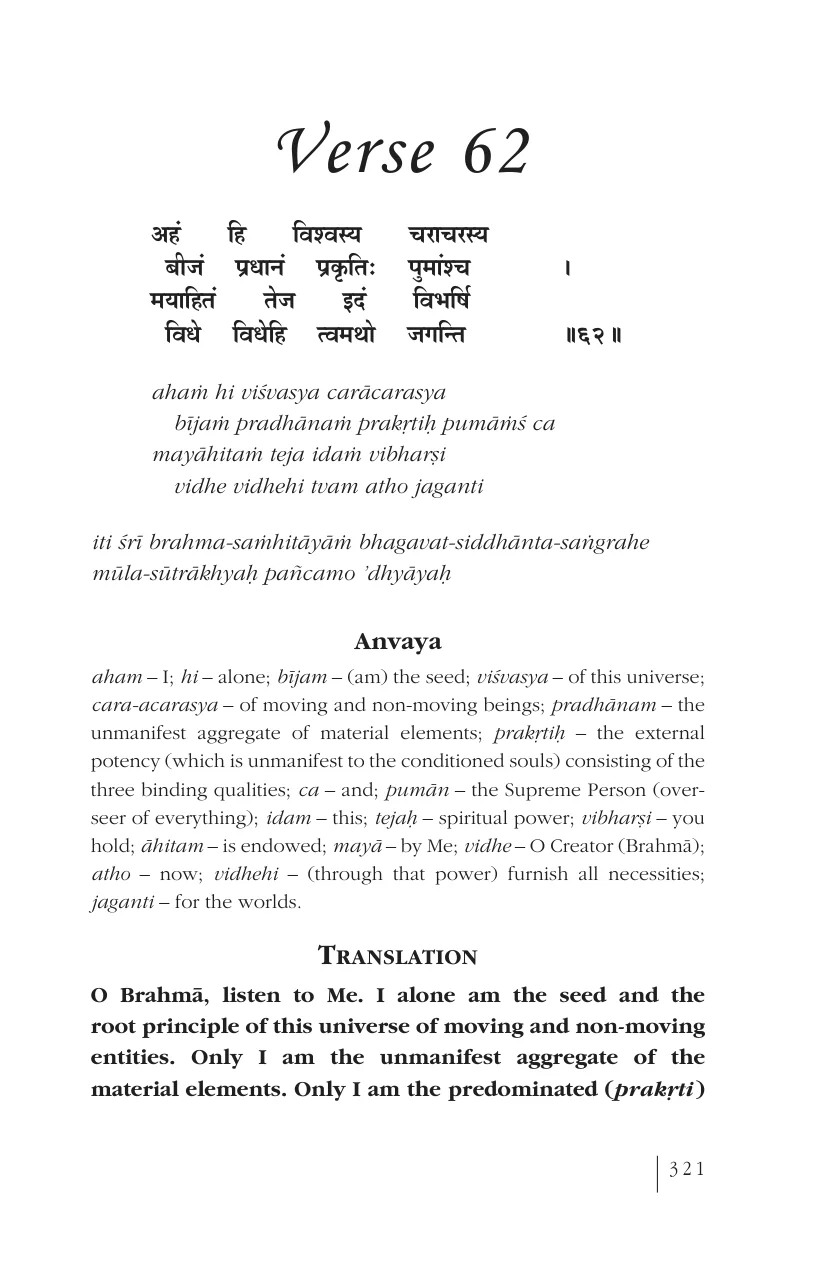 Verse 62
अहं हि विश्वस्य चराचरस्य
बीजं प्रधानं प्रकृतिः पुमांश्च ।
मयाहितं तेज इदं विभर्षि
विधे विधेहि त्वमथो जगन्ति ॥६२॥
ahaṁ hi viśvasya carācarasya
bījaṁ pradhānaṁ prakṛtiḥ pumāṁś ca
mayāhitaṁ teja idaṁ vibharṣi
vidhe vidhehi tvam atho jaganti
iti śrī brahma-saṁhitāyāṁ bhagavat-siddhānta-saṅgrahe
mūla-sūtrākhyaḥ pañcamo ’dhyāyaḥ
Anvaya
aham – I; hi – alone; bījam – (am) the seed; viśvasya – of this universe;
cara-acarasya – of moving and non-moving beings; pradhānam – the
unmanifest aggregate of material elements; prakṛtiḥ – the external
potency (which is unmanifest to the conditioned souls) consisting of the
three binding qualities; ca – and; pumān – the Supreme Person (over-
seer of everything); idam – this; tejaḥ – spiritual power; vibharṣi – you
hold; āhitam – is endowed; mayā – by Me; vidhe – O Creator (Brahmā);
atho – now; vidhehi – (through that power) furnish all necessities;
jaganti – for the worlds.
TRANSLATION
O Brahmā, listen to Me. I alone am the seed and the
root principle of this universe of moving and non-moving
entities. Only I am the unmanifest aggregate of the
material elements. Only I am the predominated (prakṛti)
321